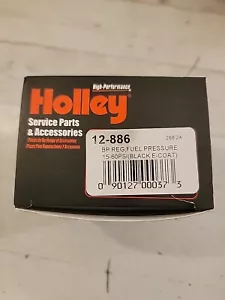 High-Performance
Holley
Service Parts
& Accessories
12-886
BP REG,FUEL PRESSURE
15-60PSI(BLACK E-COAT)
0 90127 00037 3